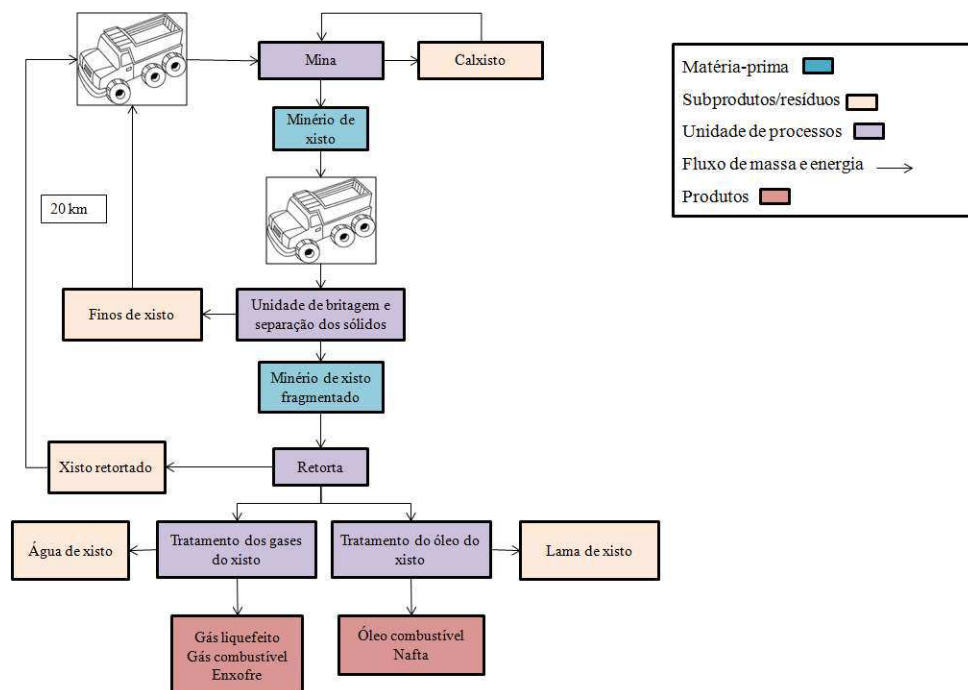 Mina
Calxisto
Minério de
xisto
20 km
Finos de xisto
Unidade de britagem e
separação dos sólidos
Minério de xisto
fragmentado
Xisto retortado
Retorta
Água de xisto
Tratamento dos gases
do xisto
Tratamento do óleo do
xisto
Lama de xisto
Gás liquefeito
Gás combustível
Enxofre
Óleo combustível
Nafta
Matéria-prima
Subprodutos/resíduos
Unidade de processos
Fluxo de massa e energia
Produtos